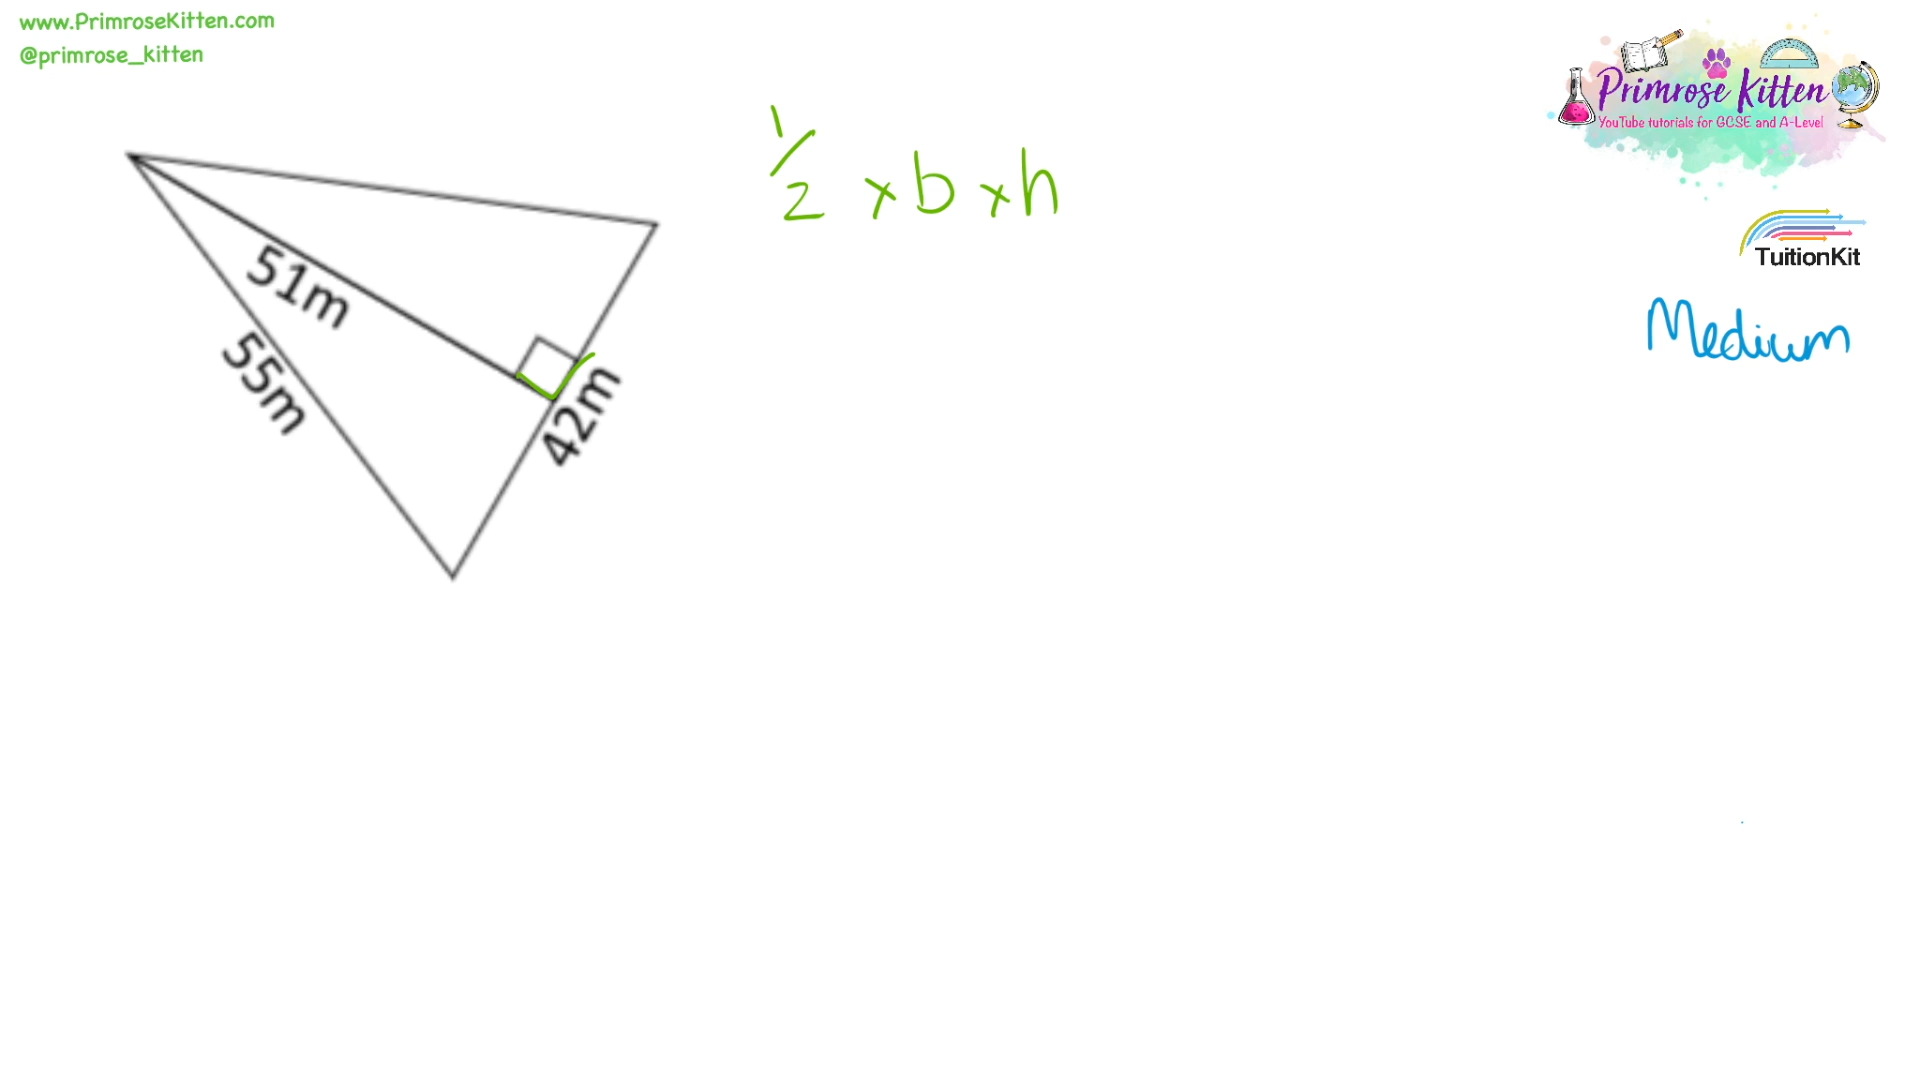 www.PrimroseKitten.com
@primrose_kitten
Primrose Kitten
YouTube tutorials for GCSE and A-Level
1/2 × b × h
TuitionKit
Medium
51m
55m
42m